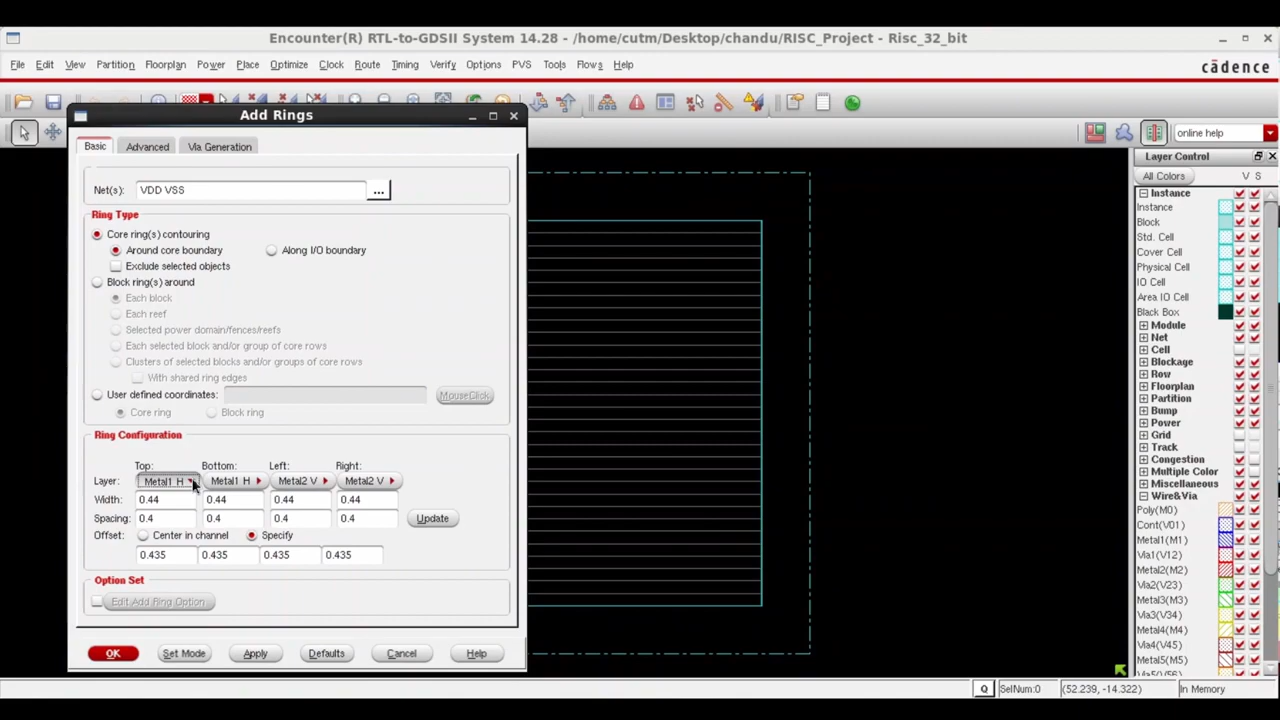 Encounter(R) RTL-to-GDSII System 14.28 - /home/cutm/Desktop/chandu/RISC_Project - Risc_32_bit
File Edit View Partition Floorplan Power Place Optimize Clock Route Timing Verify Options PVS Tools Flows Help
cādence
Add Rings
online help
Basic Advanced Via Generation
Layer Control
All Colors V S
Net(s): VDD VSS ...
Ring Type
Core ring(s) contouring
Around core boundary Along I/O boundary
Exclude selected objects
Block ring(s) around
Each block
Each reef
Selected power domain/fences/reefs
Each selected block and/or group of core rows
Clusters of selected blocks and/or groups of core rows
With shared ring edges
User defined coordinates: MouseClick
Core ring Block ring
Ring Configuration
Top: Bottom: Left: Right:
Layer: Metal1 H Metal1 H Metal2 V Metal2 V
Width: 0.44 0.44 0.44 0.44
Spacing: 0.4 0.4 0.4 0.4 Update
Offset: Center in channel Specify
0.435 0.435 0.435 0.435
Option Set
Edit Add Ring Option
OK Set Mode Apply Defaults Cancel Help
Instance
Instance
Block
Std. Cell
Cover Cell
Physical Cell
IO Cell
Area IO Cell
Black Box
Module
Net
Cell
Blockage
Row
Floorplan
Partition
Bump
Power
Grid
Track
Congestion
Multiple Color
Miscellaneous
Wire&Via
Poly(M0)
Cont(V01)
Metal1(M1)
Via1(V12)
Metal2(M2)
Via2(V23)
Metal3(M3)
Via3(V34)
Metal4(M4)
Via4(V45)
Metal5(M5)
Via5(V56)
Q SelNum:0 (52.239, -14.322) In Memory